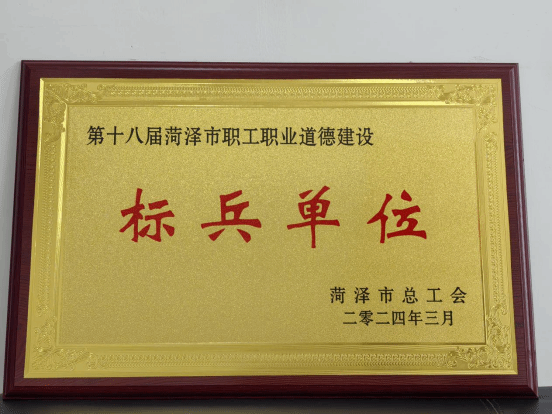 第十八届菏泽市职工职业道德建设
标兵单位
菏泽市总工会
二零二四年三月